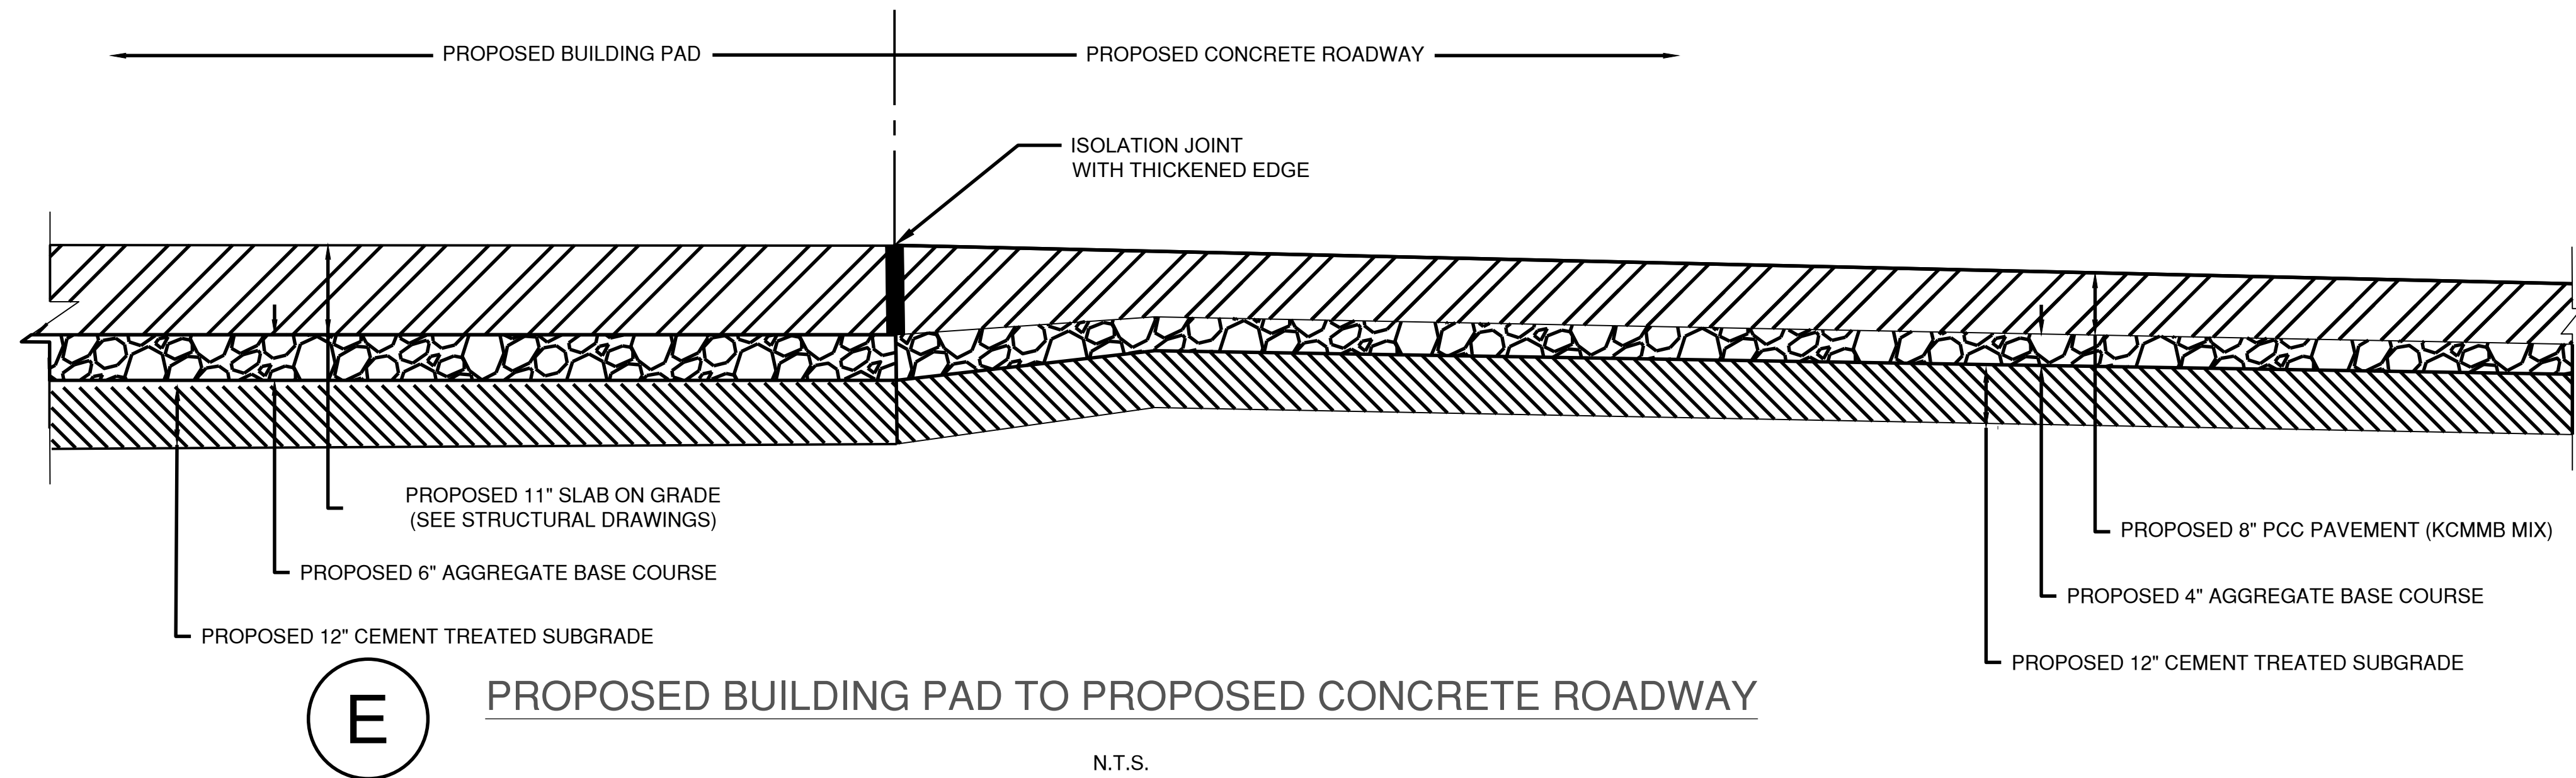 PROPOSED BUILDING PAD
PROPOSED CONCRETE ROADWAY
ISOLATION JOINT
WITH THICKENED EDGE
PROPOSED 11" SLAB ON GRADE
(SEE STRUCTURAL DRAWINGS)
PROPOSED 6" AGGREGATE BASE COURSE
PROPOSED 12" CEMENT TREATED SUBGRADE
PROPOSED 8" PCC PAVEMENT (KCMMB MIX)
PROPOSED 4" AGGREGATE BASE COURSE
PROPOSED 12" CEMENT TREATED SUBGRADE
E
PROPOSED BUILDING PAD TO PROPOSED CONCRETE ROADWAY
N.T.S.